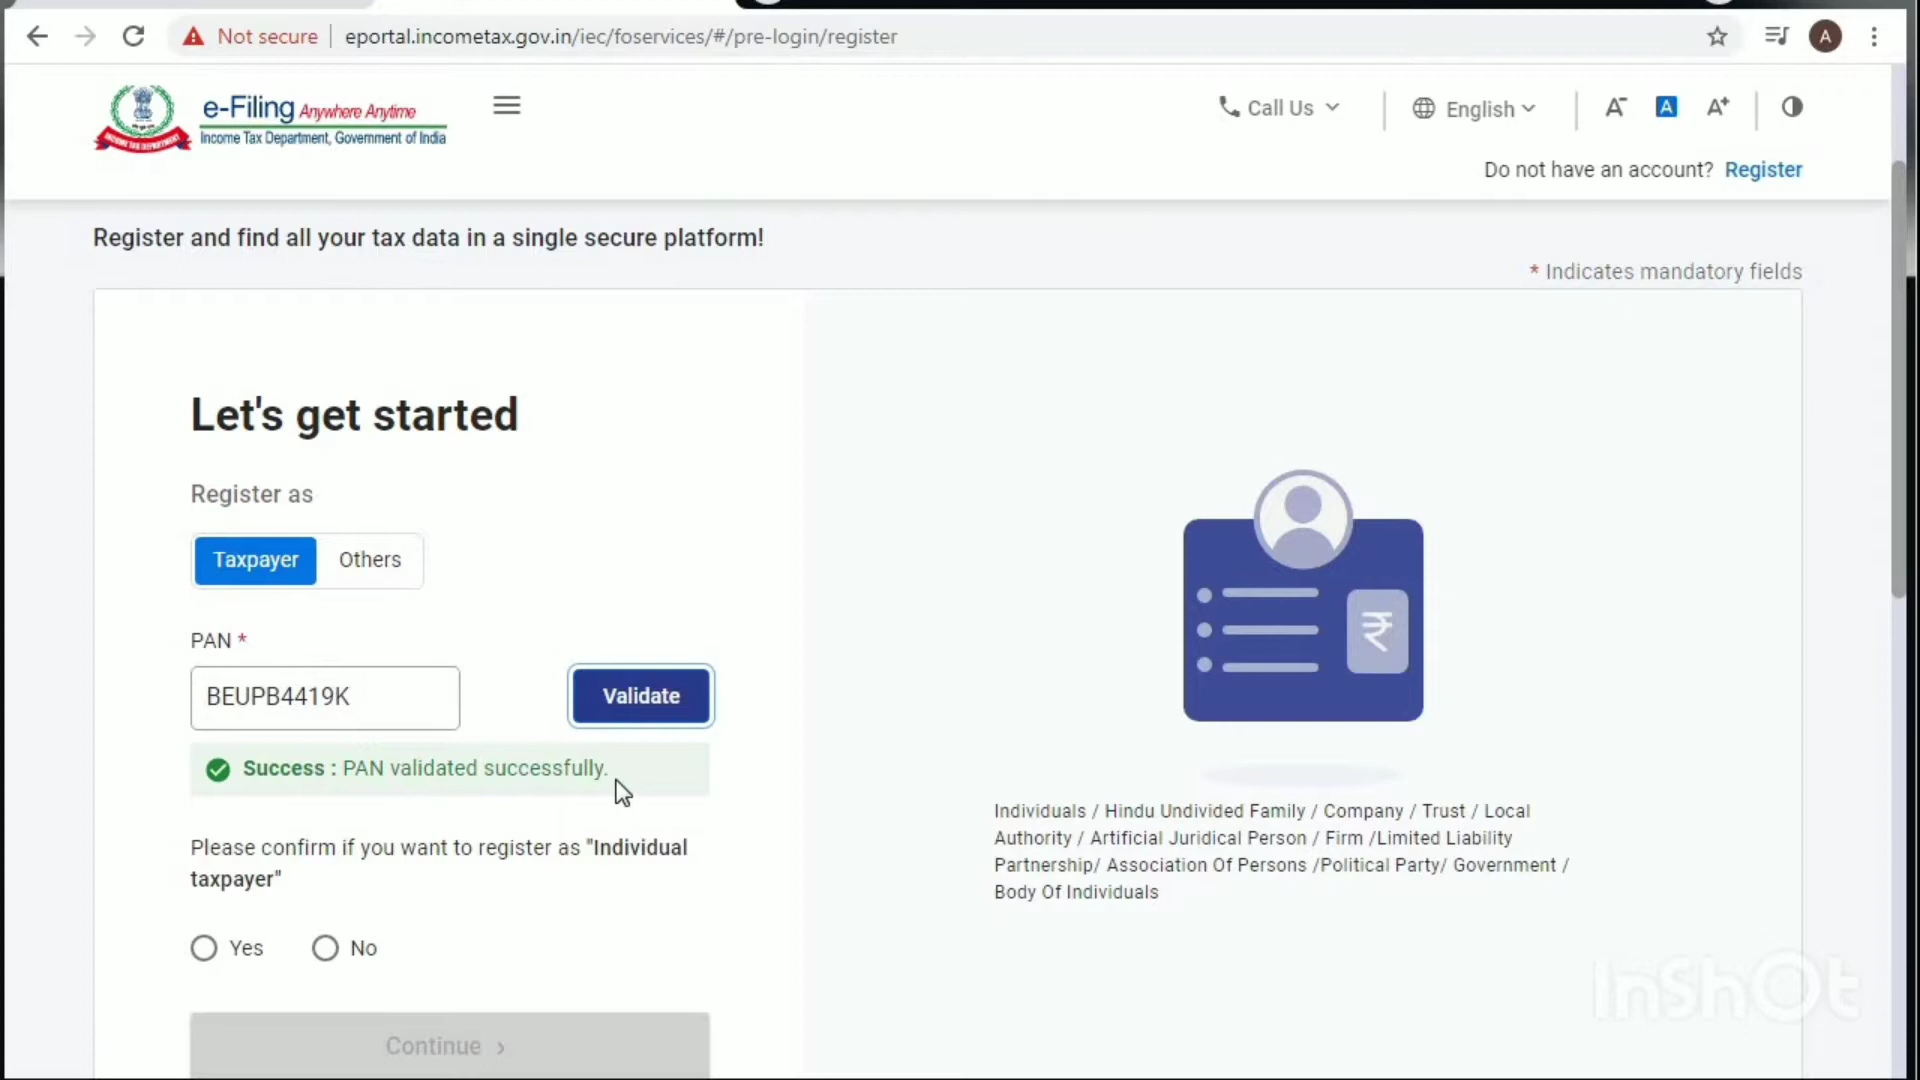 Not secure
eportal.incometax.gov.in/iec/foservices/#/pre-login/register
A
e-Filing Anywhere Anytime
Income Tax Department, Government of India
Call Us
English
A-
A
A+
Do not have an account? Register
Register and find all your tax data in a single secure platform!
* Indicates mandatory fields
Let's get started
Register as
Taxpayer
Others
PAN *
BEUPB4419K
Validate
Success : PAN validated successfully.
Please confirm if you want to register as "Individual
taxpayer"
Yes
No
Continue
₹
Individuals / Hindu Undivided Family / Company / Trust / Local
Authority / Artificial Juridical Person / Firm /Limited Liability
Partnership/ Association Of Persons /Political Party/ Government /
Body Of Individuals
InShOt